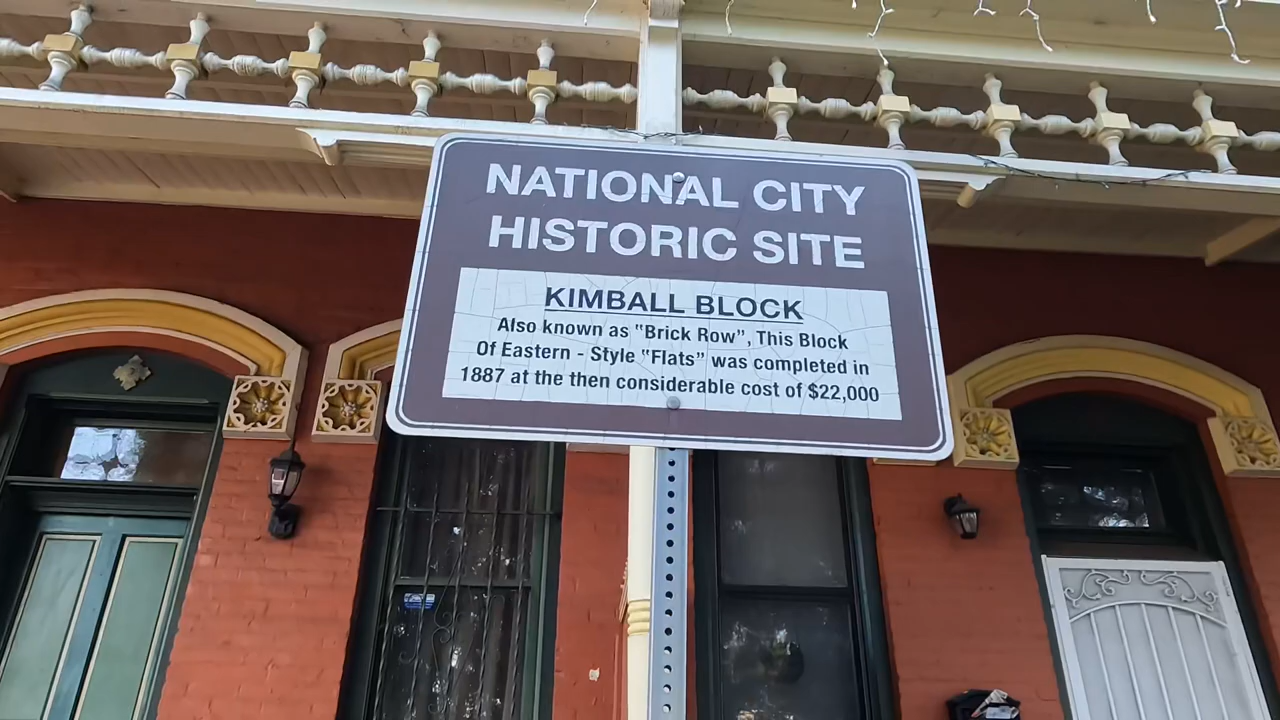 NATIONAL CITY
HISTORIC SITE
KIMBALL BLOCK
Also known as "Brick Row", This Block
Of Eastern - Style "Flats" was completed in
1887 at the then considerable cost of $22,000